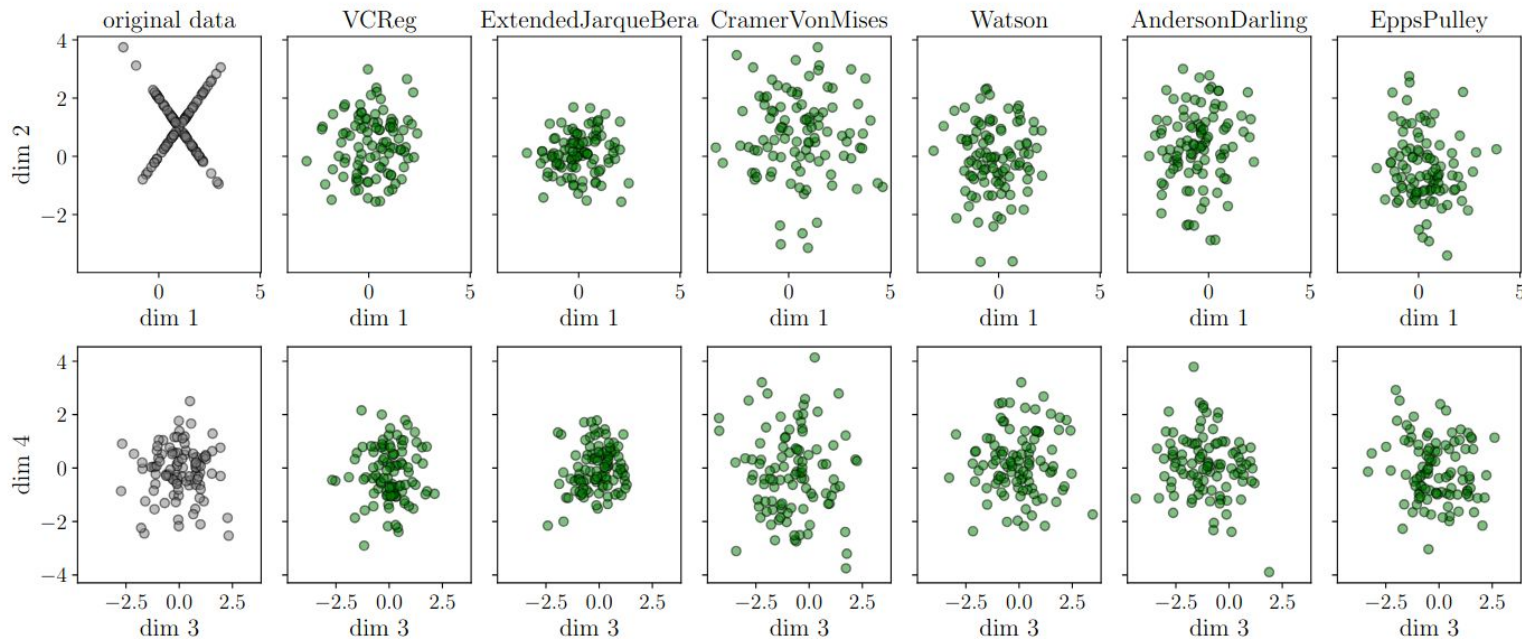 original data VCReg ExtendedJarqueBera CramerVonMises Watson AndersonDarling EppsPulley
4
2
0
−2
dim 2
0 5 0 5 0 5 0 5 0 5 0 5 0 5
dim 1 dim 1 dim 1 dim 1 dim 1 dim 1 dim 1
4
2
0
−2
−4
dim 4
−2.5 0.0 2.5 −2.5 0.0 2.5 −2.5 0.0 2.5 −2.5 0.0 2.5 −2.5 0.0 2.5 −2.5 0.0 2.5 −2.5 0.0 2.5
dim 3 dim 3 dim 3 dim 3 dim 3 dim 3 dim 3